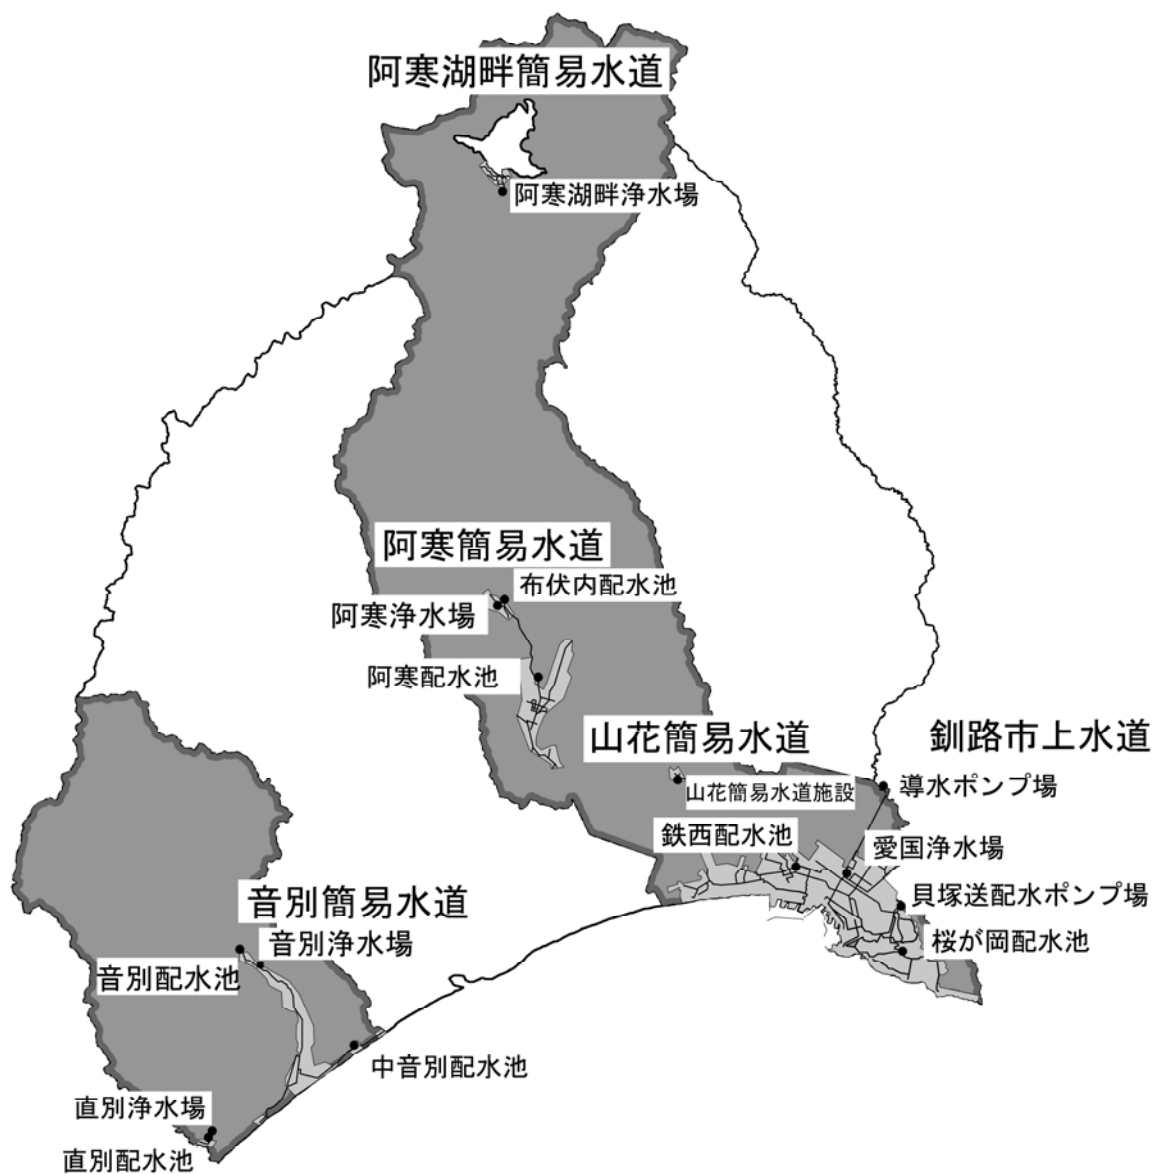 阿寒湖畔簡易水道
阿寒湖畔浄水場
阿寒簡易水道
布伏内配水池
阿寒浄水場
阿寒配水池
山花簡易水道
釧路市上水道
導水ポンプ場
山花簡易水道施設
鉄西配水池
愛国浄水場
貝塚送配水ポンプ場
音別簡易水道
音別浄水場
桜が岡配水池
音別配水池
中音別配水池
直別浄水場
直別配水池